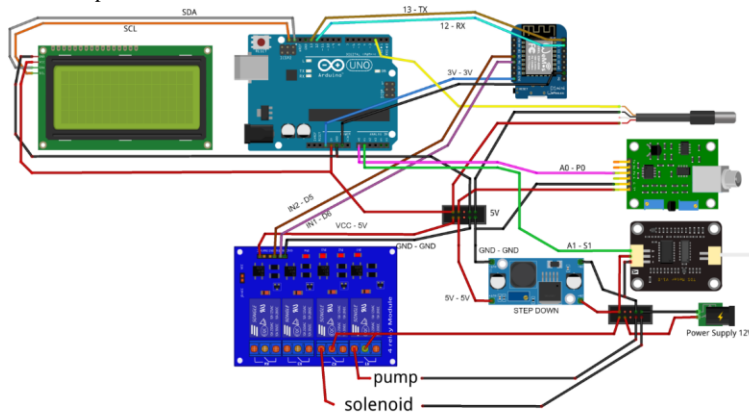 SDA
SCL
13 - TX
12 - RX
3V - 3V
ARDUINO
UNO
A0 - P0
IN2 - D5
IN1 - D6
VCC - 5V
GND - GND
5V
GND - GND
A1 - S1
5V - 5V
STEP DOWN
4 relay Module
Power Supply 12V
pump
solenoid